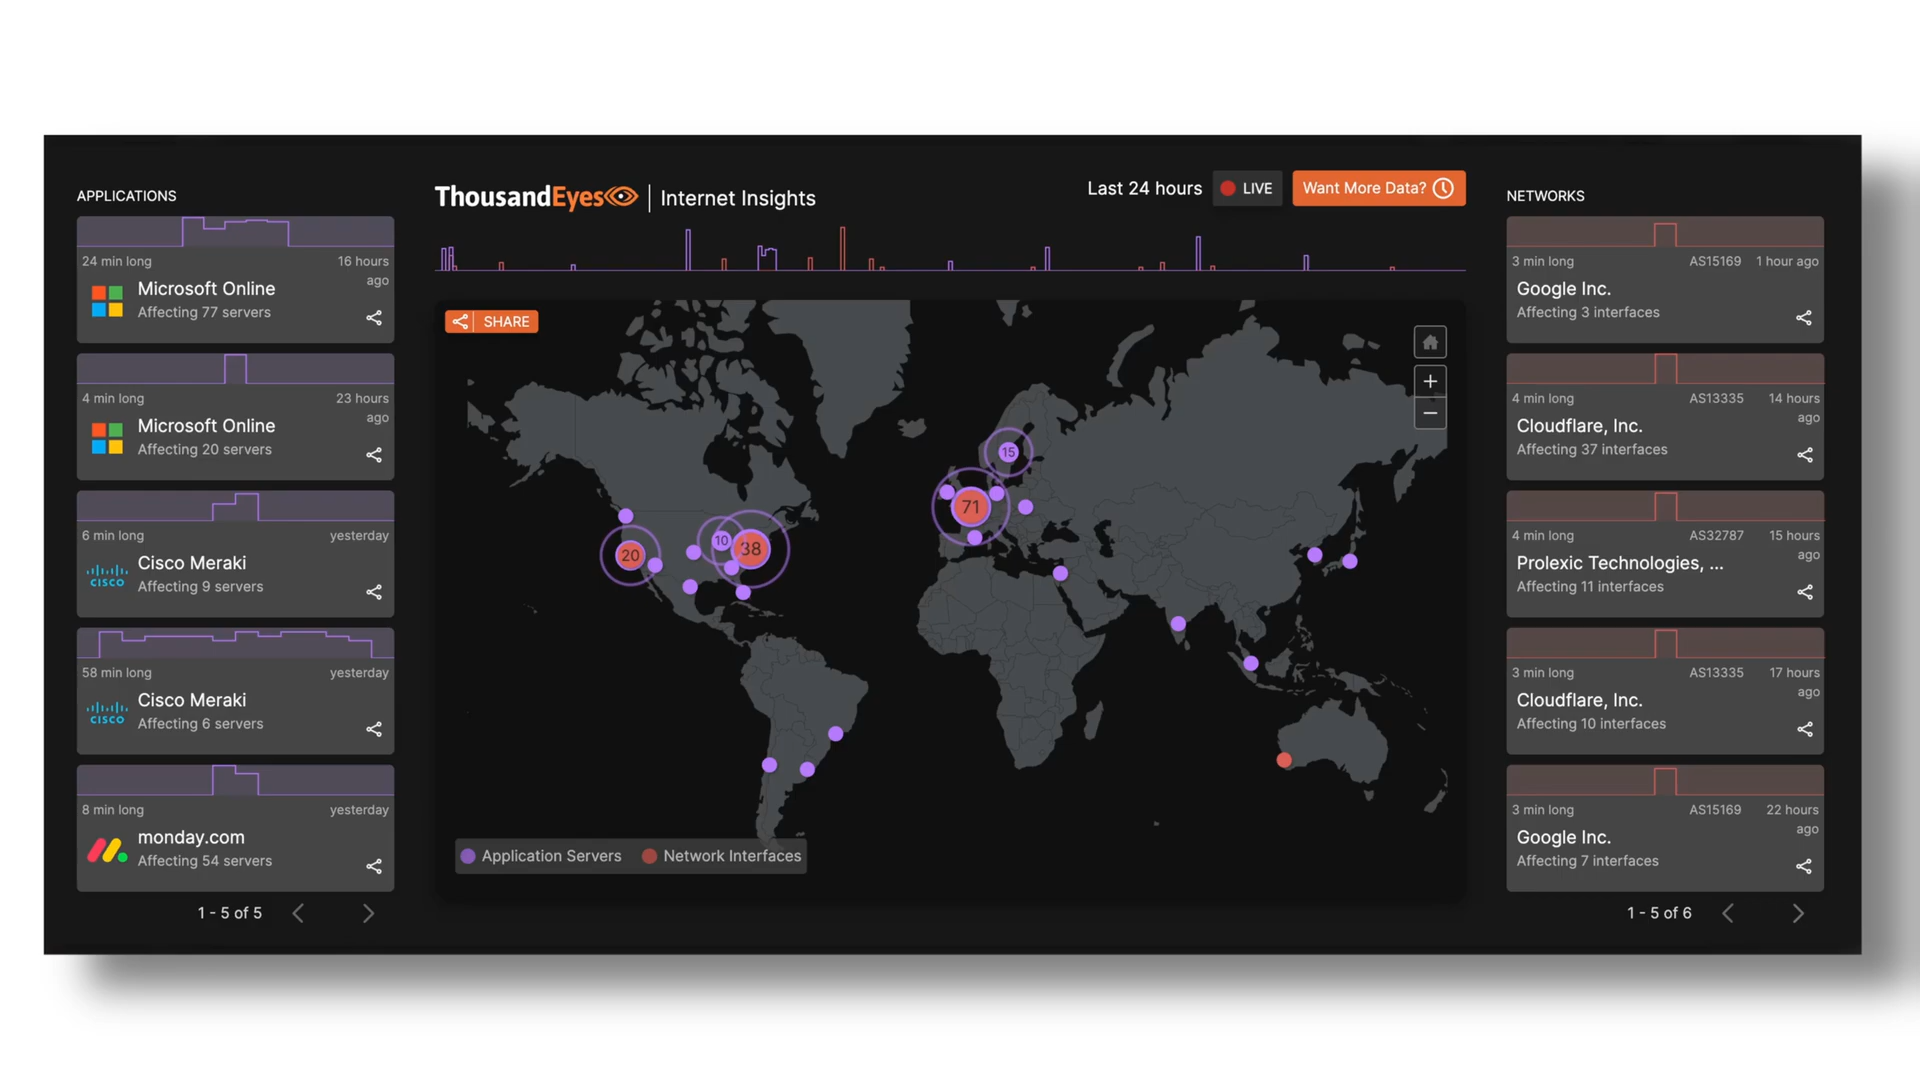 APPLICATIONS
24 min long
16 hours
ago
Microsoft Online
Affecting 77 servers
4 min long
23 hours
ago
Microsoft Online
Affecting 20 servers
6 min long
yesterday
CISCO
Cisco Meraki
Affecting 9 servers
58 min long
yesterday
CISCO
Cisco Meraki
Affecting 6 servers
8 min long
yesterday
monday.com
Affecting 54 servers
1 - 5 of 5
ThousandEyes | Internet Insights
Last 24 hours
LIVE
Want More Data?
SHARE
+
−
15
71
20
10
38
Application Servers
Network Interfaces
NETWORKS
3 min long
AS15169
1 hour ago
Google Inc.
Affecting 3 interfaces
4 min long
AS13335
14 hours
ago
Cloudflare, Inc.
Affecting 37 interfaces
4 min long
AS32787
15 hours
ago
Prolexic Technologies, ...
Affecting 11 interfaces
3 min long
AS13335
17 hours
ago
Cloudflare, Inc.
Affecting 10 interfaces
3 min long
AS15169
22 hours
ago
Google Inc.
Affecting 7 interfaces
1 - 5 of 6